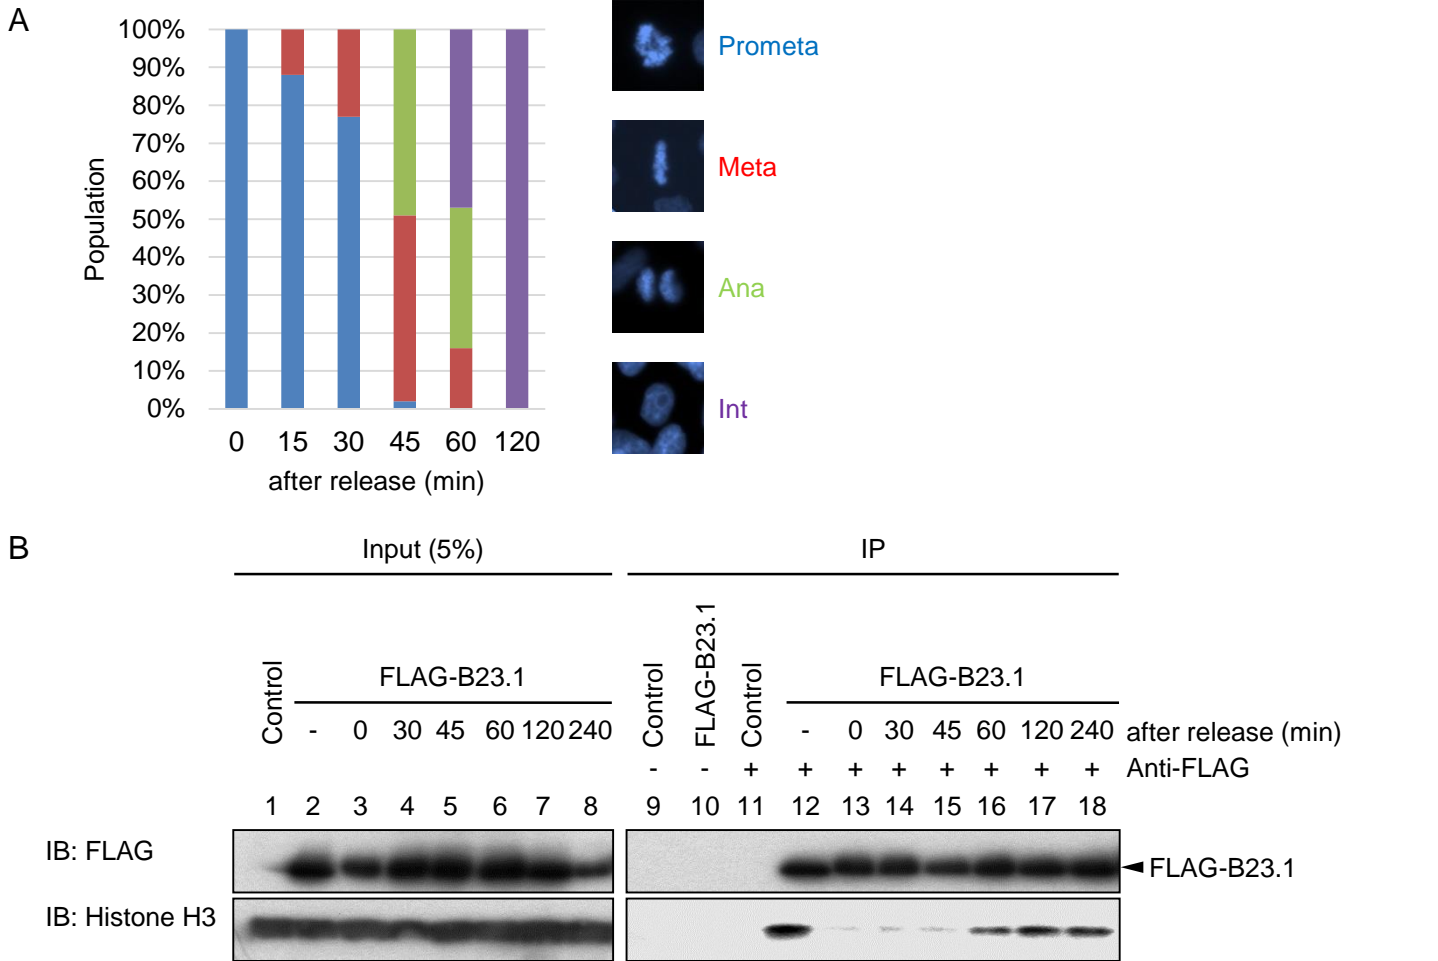 A
100%
90%
80%
70%
60%
50%
40%
30%
20%
10%
0%
Population
0 15 30 45 60 120
after release (min)
Prometa
Meta
Ana
Int
B
Input (5%) IP
Control FLAG-B23.1 Control FLAG-B23.1 Control FLAG-B23.1
- 0 30 45 60 120 240 - 0 30 45 60 120 240 after release (min)
- - + + + + + + + + Anti-FLAG
1 2 3 4 5 6 7 8 9 10 11 12 13 14 15 16 17 18
IB: FLAG FLAG-B23.1
IB: Histone H3